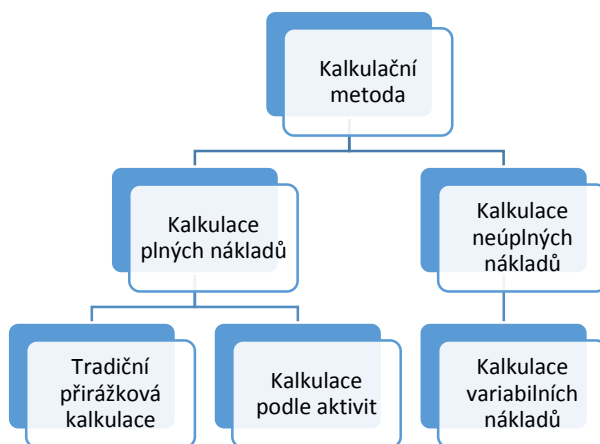 Kalkulační
metoda
Kalkulace
plných nákladů
Kalkulace
neúplných
nákladů
Tradiční
přirážková
kalkulace
Kalkulace
podle aktivit
Kalkulace
variabilních
nákladů